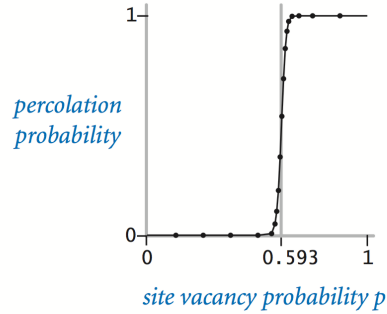 1
percolation
probability
0
0 0.593 1
site vacancy probability p